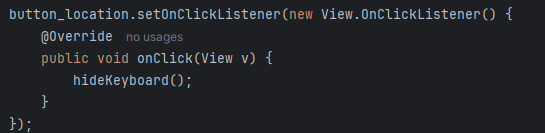 button_location.setOnClickListener(new View.OnClickListener() {
    @Override no usages
    public void onClick(View v) {
        hideKeyboard();
    }
});